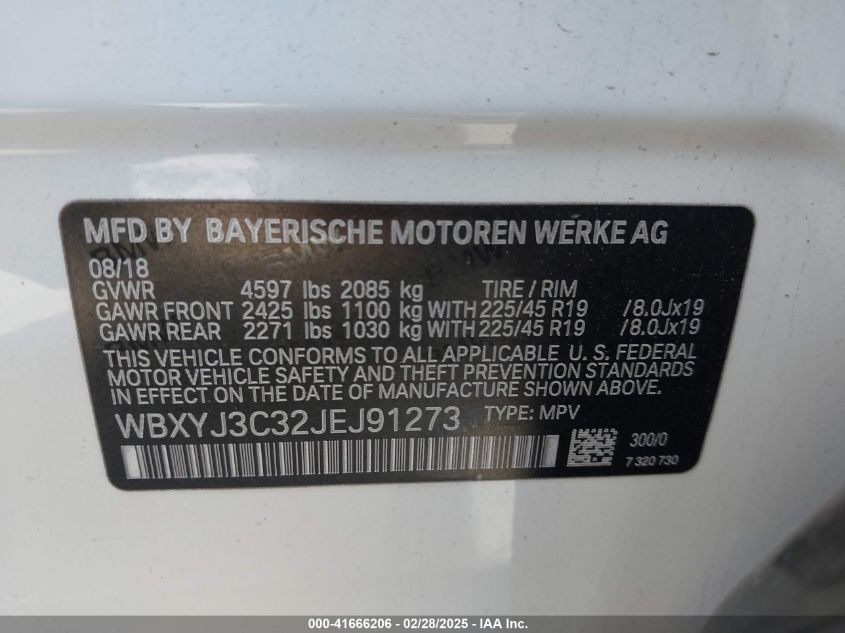 MFD BY BAYERISCHE MOTOREN WERKE AG
08/18
GVWR 4597 lbs 2085 kg TIRE / RIM
GAWR FRONT 2425 lbs 1100 kg WITH 225/45 R19 /8.0Jx19
GAWR REAR 2271 lbs 1030 kg WITH 225/45 R19 /8.0Jx19
THIS VEHICLE CONFORMS TO ALL APPLICABLE U. S. FEDERAL
MOTOR VEHICLE SAFETY AND THEFT PREVENTION STANDARDS
IN EFFECT ON THE DATE OF MANUFACTURE SHOWN ABOVE.
WBXYJ3C32JEJ91273 TYPE: MPV
300/0
7 320 730
000-41666206 - 02/28/2025 - IAA Inc.